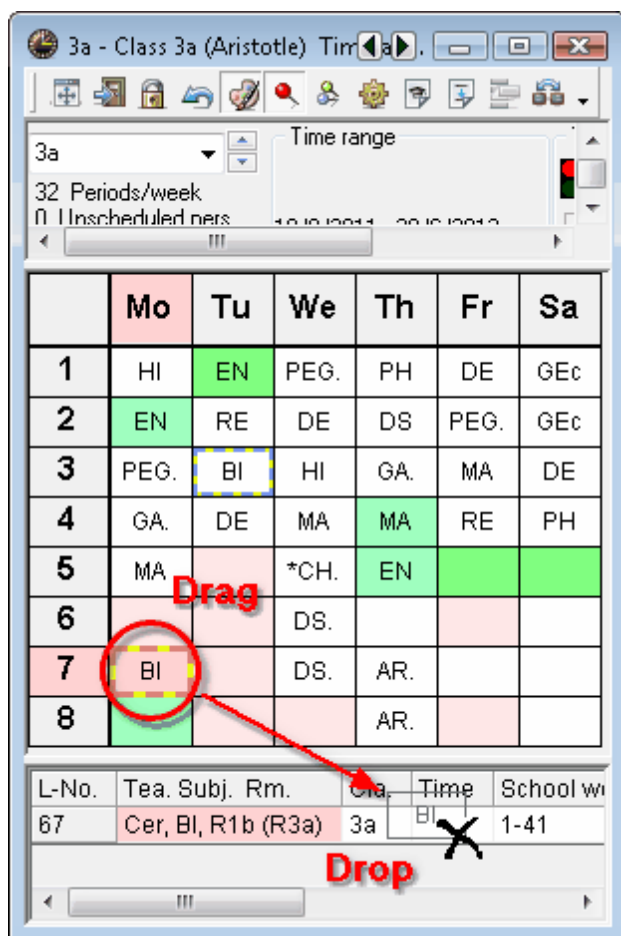 3a - Class 3a (Aristotle) Tim
3a
Time range
32 Periods/week
Mo Tu We Th Fr Sa
1 HI EN PEG. PH DE GEc
2 EN RE DE DS PEG. GEc
3 PEG. BI HI GA. MA DE
4 GA. DE MA MA RE PH
5 MA *CH. EN
Drag
6 DS.
7 BI DS. AR.
8 AR.
L-No. Tea. Subj. Rm. Cla. Time School
67 Cer, BI, R1b (R3a) 3a BI 1-41
Drop